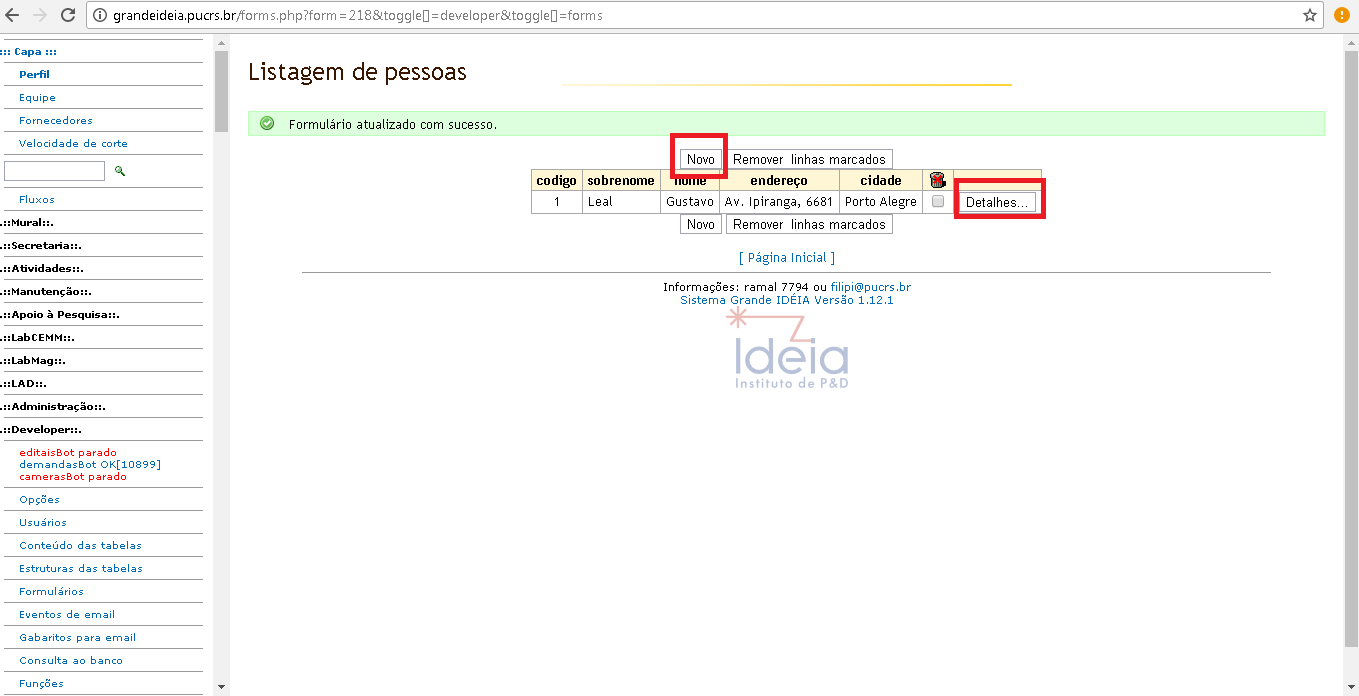 grandeideia.pucrs.br/forms.php?form=218&toggle[]=developer&toggle[]=forms
::: Capa :::
Perfil
Equipe
Fornecedores
Velocidade de corte
Fluxos
.::Mural::.
.::Secretaria::.
.::Atividades::.
.::Manutenção::.
.::Apoio à Pesquisa::.
.::LabCEMM::.
.::LabMag::.
.::LAD::.
.::Administração::.
.::Developer::.
editaisBot parado
demandasBot OK[10899]
camerasBot parado
Opções
Usuários
Conteúdo das tabelas
Estruturas das tabelas
Formulários
Eventos de email
Gabaritos para email
Consulta ao banco
Funções
Listagem de pessoas
Formulário atualizado com sucesso.
Novo Remover linhas marcados
codigo sobrenome nome endereço cidade
1 Leal Gustavo Av. Ipiranga, 6681 Porto Alegre Detalhes...
Novo Remover linhas marcados
[ Página Inicial ]
Informações: ramal 7794 ou filipi@pucrs.br
Sistema Grande IDÉIA Versão 1.12.1
Idéia
Instituto de P&D